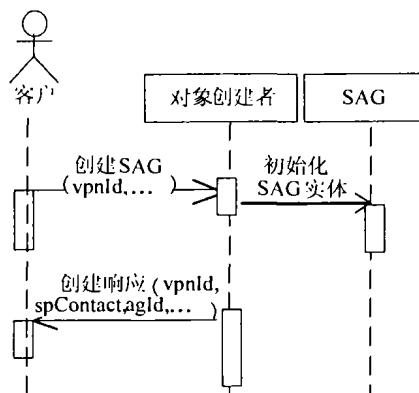 客户
对象创建者
SAG
创建SAG
(vpnId,...)
初始化
SAG实体
创建响应(vpnId,
spContact,agId,...)